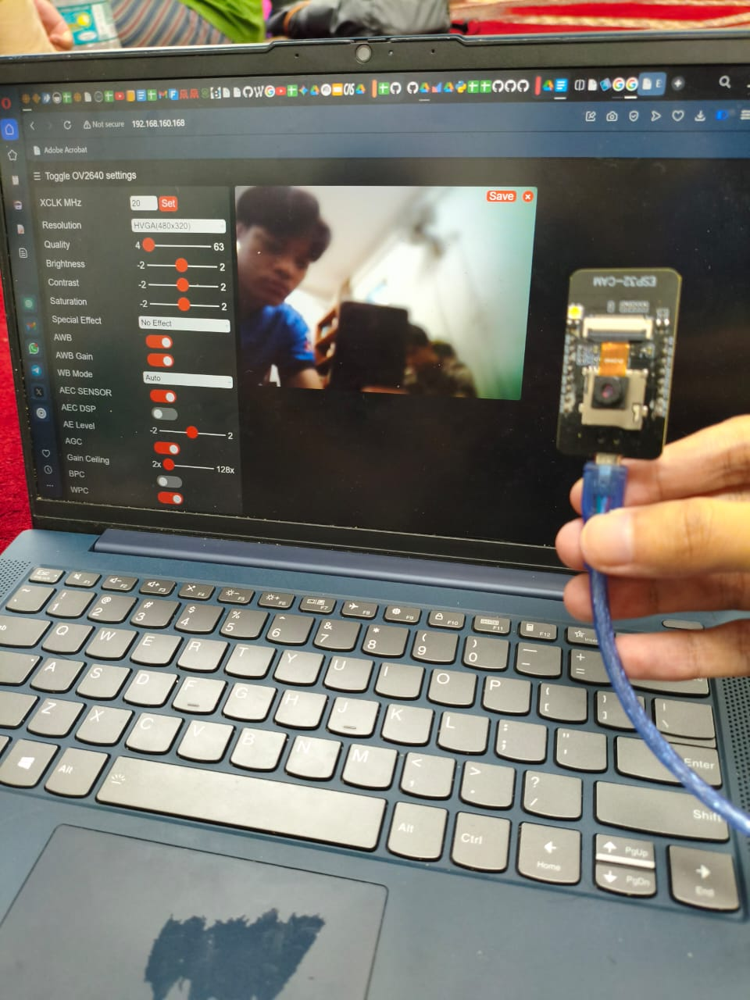 Not secure 192.168.160.168
Adobe Acrobat
Toggle OV2640 settings
XCLK MHz 20 Set
Resolution HVGA(480x320)
Quality 4 63
Brightness -2 2
Contrast -2 2
Saturation -2 2
Special Effect No Effect
AWB
AWB Gain
WB Mode Auto
AEC SENSOR
AEC DSP
AE Level -2 2
AGC
Gain Ceiling 2x 128x
BPC
WPC
Save
ESP32-CAM
Esc F1 F2 F3 F4 F5 F6 F7 F8 F9 F10 F11 F12
~ ! 1 @ 2 # 3 $ 4 % 5 ^ 6 & 7 * 8 ( 9 ) 0 — - + =
Q W E R T Y U I O P { [ } ] | \
A S D F G H J K L : ; " ' Enter
Z X C V B N M < , > . ? / Shift
Alt Alt Ctrl Home PgUp PgDn End